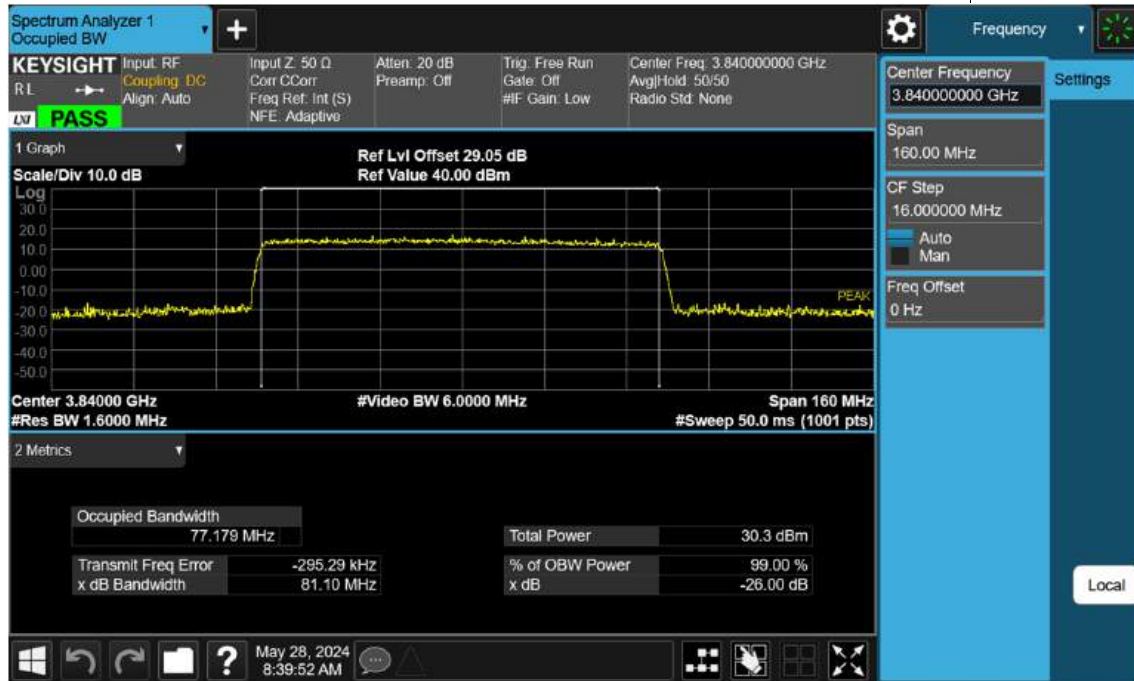 Spectrum Analyzer 1
Occupied BW
+
Frequency
KEYSIGHT
R L
LXI PASS
Input: RF
Coupling: DC
Align: Auto
Input Z: 50 Ω
Corr CCorr
Freq Ref: Int (S)
NFE: Adaptive
Atten: 20 dB
Preamp: Off
Trig: Free Run
Gate: Off
#IF Gain: Low
Center Freq: 3.840000000 GHz
Avg|Hold: 50/50
Radio Std: None
1 Graph
Scale/Div 10.0 dB
Ref Lvl Offset 29.05 dB
Ref Value 40.00 dBm
Log
30.0
20.0
10.0
0.00
-10.0
-20.0
-30.0
-40.0
-50.0
PEAK
Center 3.84000 GHz
#Res BW 1.6000 MHz
#Video BW 6.0000 MHz
Span 160 MHz
#Sweep 50.0 ms (1001 pts)
2 Metrics
Occupied Bandwidth
77.179 MHz
Transmit Freq Error -295.29 kHz
x dB Bandwidth 81.10 MHz
Total Power 30.3 dBm
% of OBW Power 99.00 %
x dB -26.00 dB
Center Frequency
3.840000000 GHz
Span
160.00 MHz
CF Step
16.000000 MHz
Auto
Man
Freq Offset
0 Hz
Settings
Local
?
May 28, 2024
8:39:52 AM